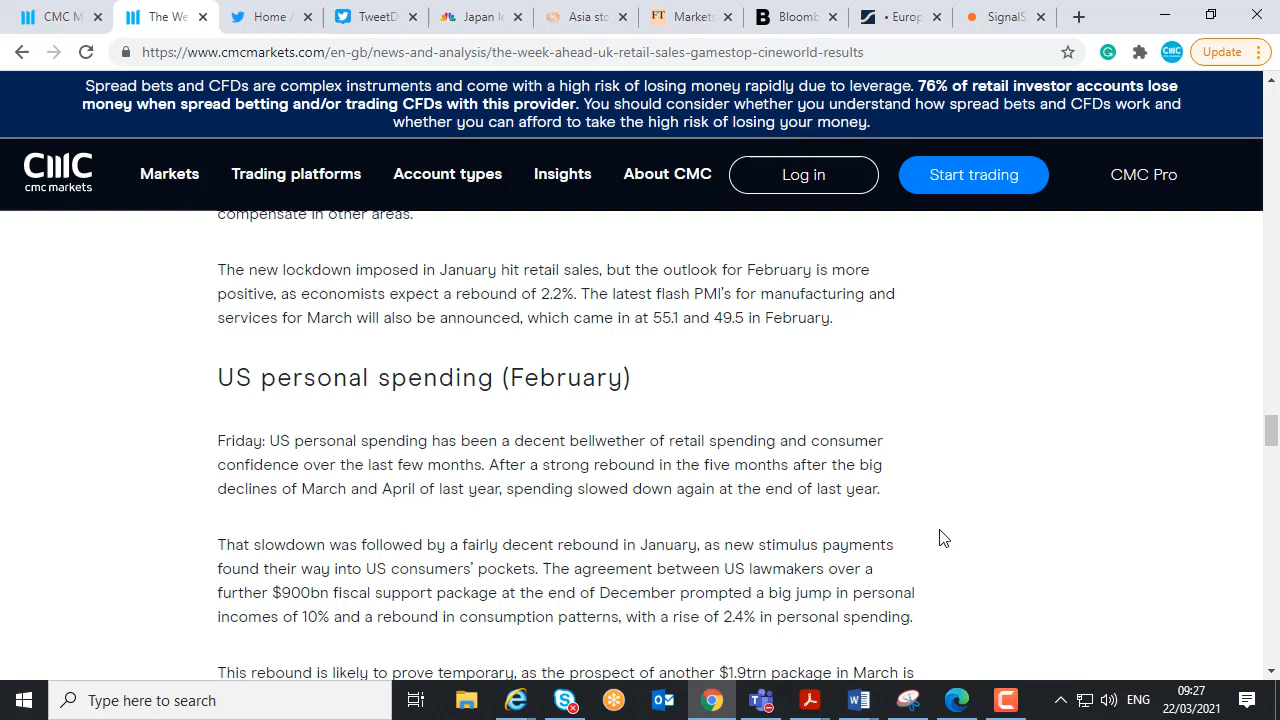 CMC M
The We
Home /
TweetD
Japan le
Asia sto
FT Markets
Bloomb
• Europ
SignalS
https://www.cmcmarkets.com/en-gb/news-and-analysis/the-week-ahead-uk-retail-sales-gamestop-cineworld-results
Update
Spread bets and CFDs are complex instruments and come with a high risk of losing money rapidly due to leverage. 76% of retail investor accounts lose
money when spread betting and/or trading CFDs with this provider. You should consider whether you understand how spread bets and CFDs work and
whether you can afford to take the high risk of losing your money.
cmc
cmc markets
Markets
Trading platforms
Account types
Insights
About CMC
Log in
Start trading
CMC Pro
compensate in other areas.
The new lockdown imposed in January hit retail sales, but the outlook for February is more
positive, as economists expect a rebound of 2.2%. The latest flash PMI's for manufacturing and
services for March will also be announced, which came in at 55.1 and 49.5 in February.
US personal spending (February)
Friday: US personal spending has been a decent bellwether of retail spending and consumer
confidence over the last few months. After a strong rebound in the five months after the big
declines of March and April of last year, spending slowed down again at the end of last year.
That slowdown was followed by a fairly decent rebound in January, as new stimulus payments
found their way into US consumers' pockets. The agreement between US lawmakers over a
further $900bn fiscal support package at the end of December prompted a big jump in personal
incomes of 10% and a rebound in consumption patterns, with a rise of 2.4% in personal spending.
This rebound is likely to prove temporary, as the prospect of another $1.9trn package in March is
Type here to search
ENG
09:27
22/03/2021